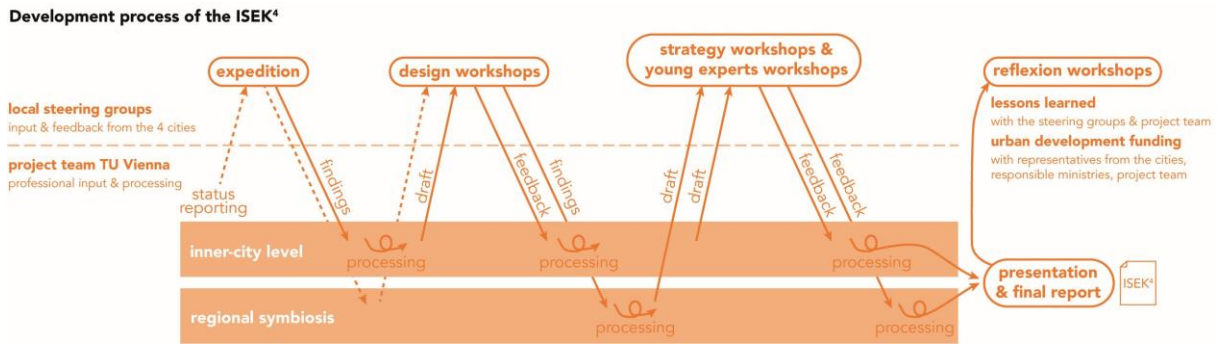 Development process of the ISEK⁴
expedition
design workshops
strategy workshops &
young experts workshops
reflexion workshops
local steering groups
input & feedback from the 4 cities
lessons learned
with the steering groups & project team
urban development funding
with representatives from the cities,
responsible ministries, project team
project team TU Vienna
professional input & processing
status
reporting
findings
draft
feedback
findings
draft
draft
feedback
feedback
inner-city level
processing
processing
processing
presentation
& final report
ISEK⁴
regional symbiosis
processing
processing